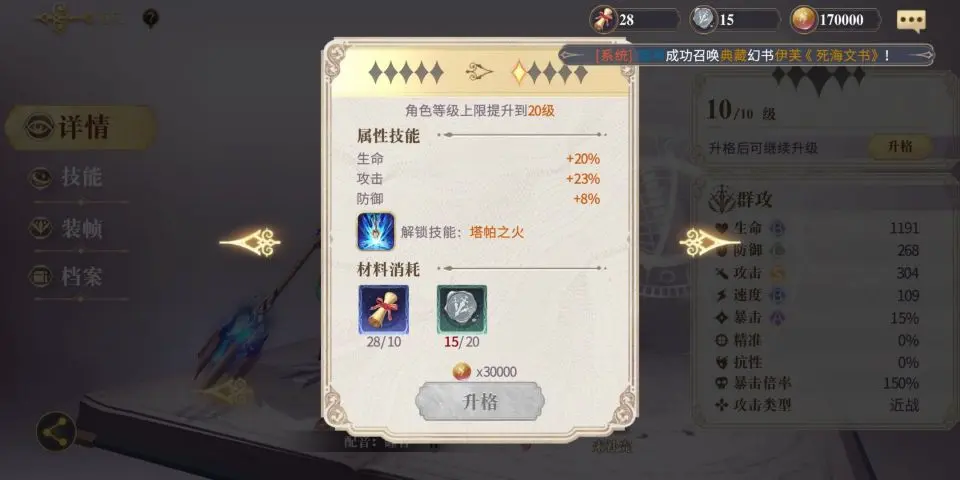 ?
28
15
170000
[系统]
成功召唤典藏幻书伊芙《死海文书》!
角色等级上限提升到20级
属性技能
生命 +20%
攻击 +23%
防御 +8%
解锁技能：塔帕之火
材料消耗
28/10
15/20
x30000
升格
详情
技能
装帧
档案
10/10 级
升格后可继续升级
升格
群攻
生命 B 1191
防御 C 268
攻击 S 304
速度 B 109
暴击 A 15%
精准 0%
抗性 0%
暴击倍率 150%
攻击类型 近战
配音：